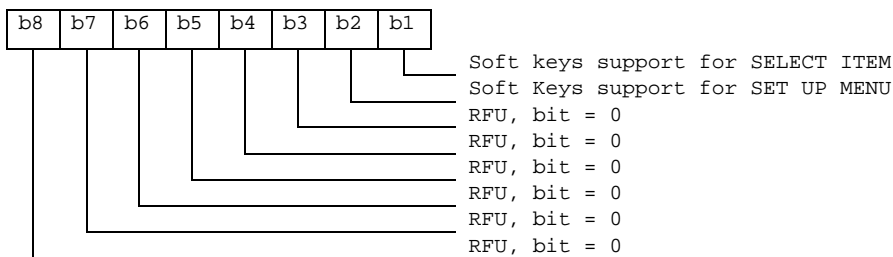 b8 b7 b6 b5 b4 b3 b2 b1
Soft keys support for SELECT ITEM
Soft Keys support for SET UP MENU
RFU, bit = 0
RFU, bit = 0
RFU, bit = 0
RFU, bit = 0
RFU, bit = 0
RFU, bit = 0